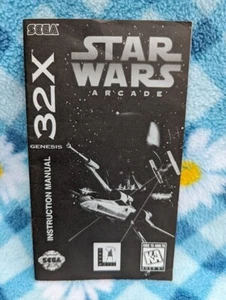 SEGA
GENESIS 32X
INSTRUCTION MANUAL
STAR
WARS
ARCADE
SEGA
KA